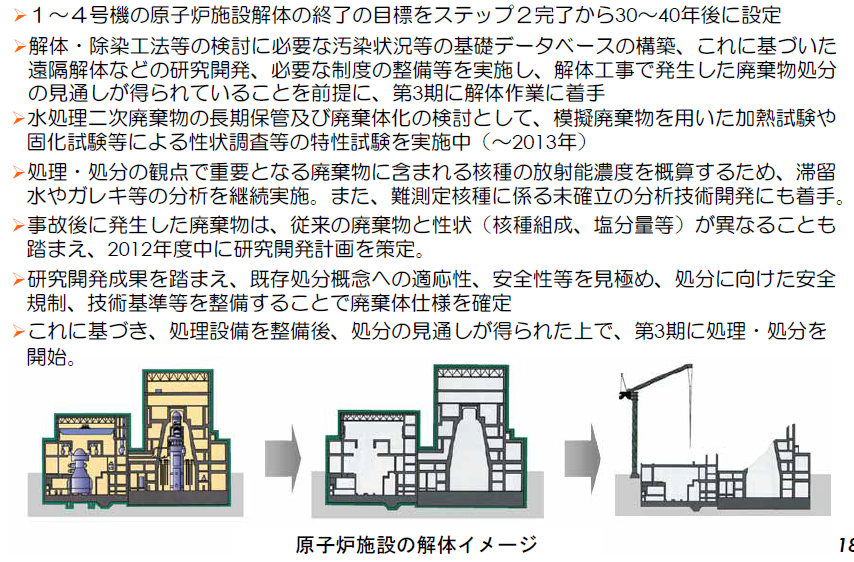 ➢１～４号機の原子炉施設解体の終了の目標をステップ２完了から30～40年後に設定
➢解体・除染工法等の検討に必要な汚染状況等の基礎データベースの構築、これに基づいた
遠隔解体などの研究開発、必要な制度の整備等を実施し、解体工事で発生した廃棄物処分
の見通しが得られていることを前提に、第3期に解体作業に着手
➢水処理二次廃棄物の長期保管及び廃棄体化の検討として、模擬廃棄物を用いた加熱試験や
固化試験等による性状調査等の特性試験を実施中（～2013年）
➢処理・処分の観点で重要となる廃棄物に含まれる核種の放射能濃度を概算するため、滞留
水やガレキ等の分析を継続実施。また、難測定核種に係る未確立の分析技術開発にも着手。
➢事故後に発生した廃棄物は、従来の廃棄物と性状（核種組成、塩分量等）が異なることも
踏まえ、2012年度中に研究開発計画を策定。
➢研究開発成果を踏まえ、既存処分概念への適応性、安全性等を見極め、処分に向けた安全
規制、技術基準等を整備することで廃棄体仕様を確定
➢これに基づき、処理設備を整備後、処分の見通しが得られた上で、第3期に処理・処分を
開始。
原子炉施設の解体イメージ
18